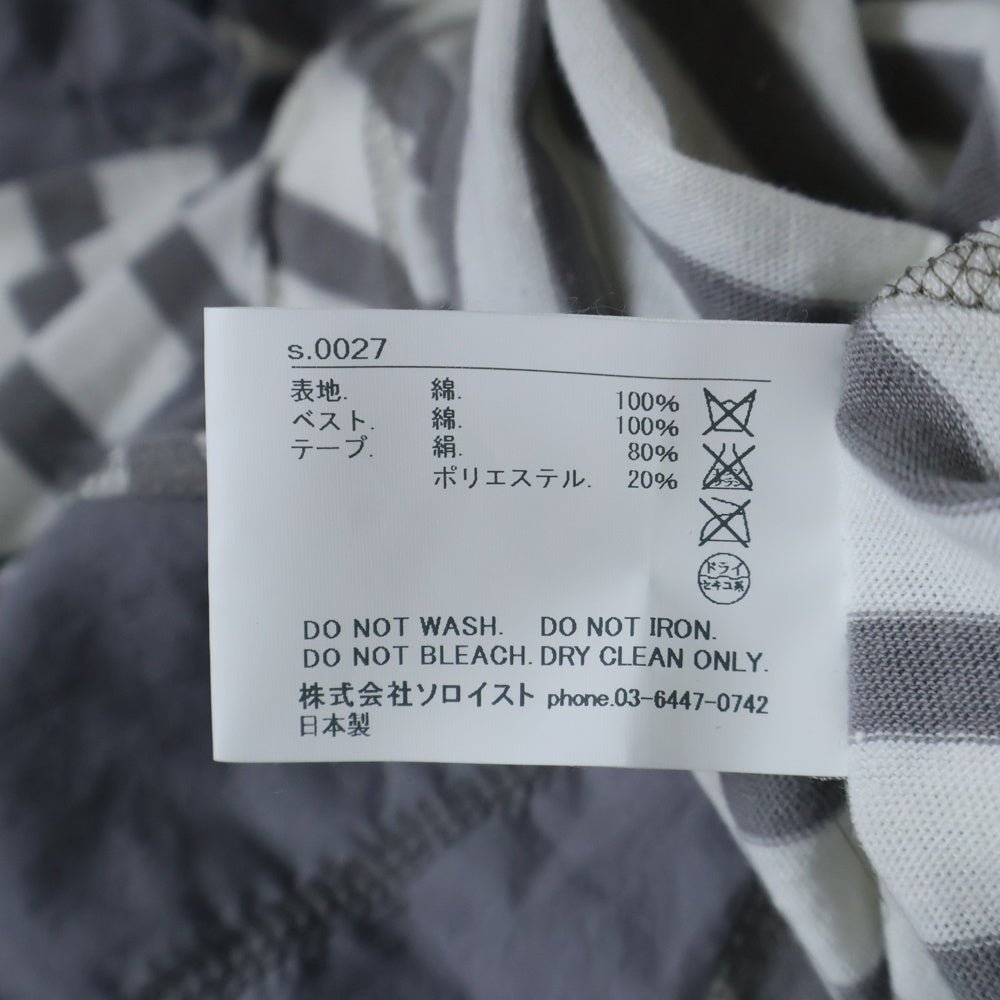 s.0027
表地. 綿. 100%
ベスト. 綿. 100%
テープ. 絹. 80%
ポリエステル. 20%
ドライ
セキユ系
DO NOT WASH. DO NOT IRON.
DO NOT BLEACH. DRY CLEAN ONLY.
株式会社ソロイスト phone.03-6447-0742
日本製